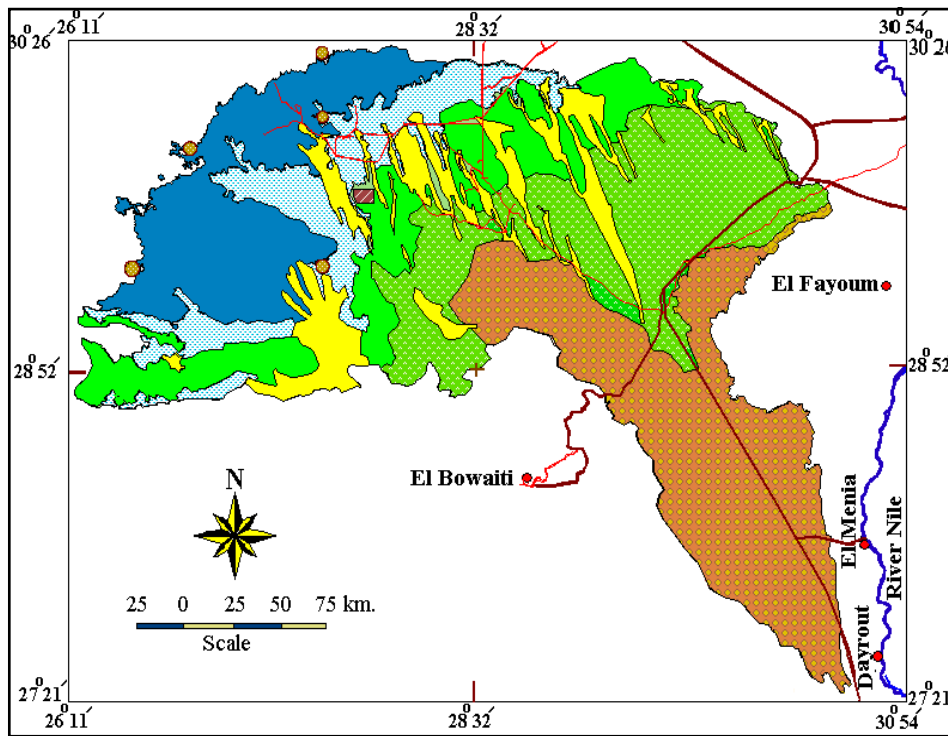 26° 11′ 28° 32′ 30° 54′
30° 26′ 30° 26′
El Fayoum
28° 52′ 28° 52′
El Bowaiti
N
El Menia
River Nile
25 0 25 50 75 km.
Scale
Dayrout
27° 21′ 27° 21′
26° 11′ 28° 32′ 30° 54′